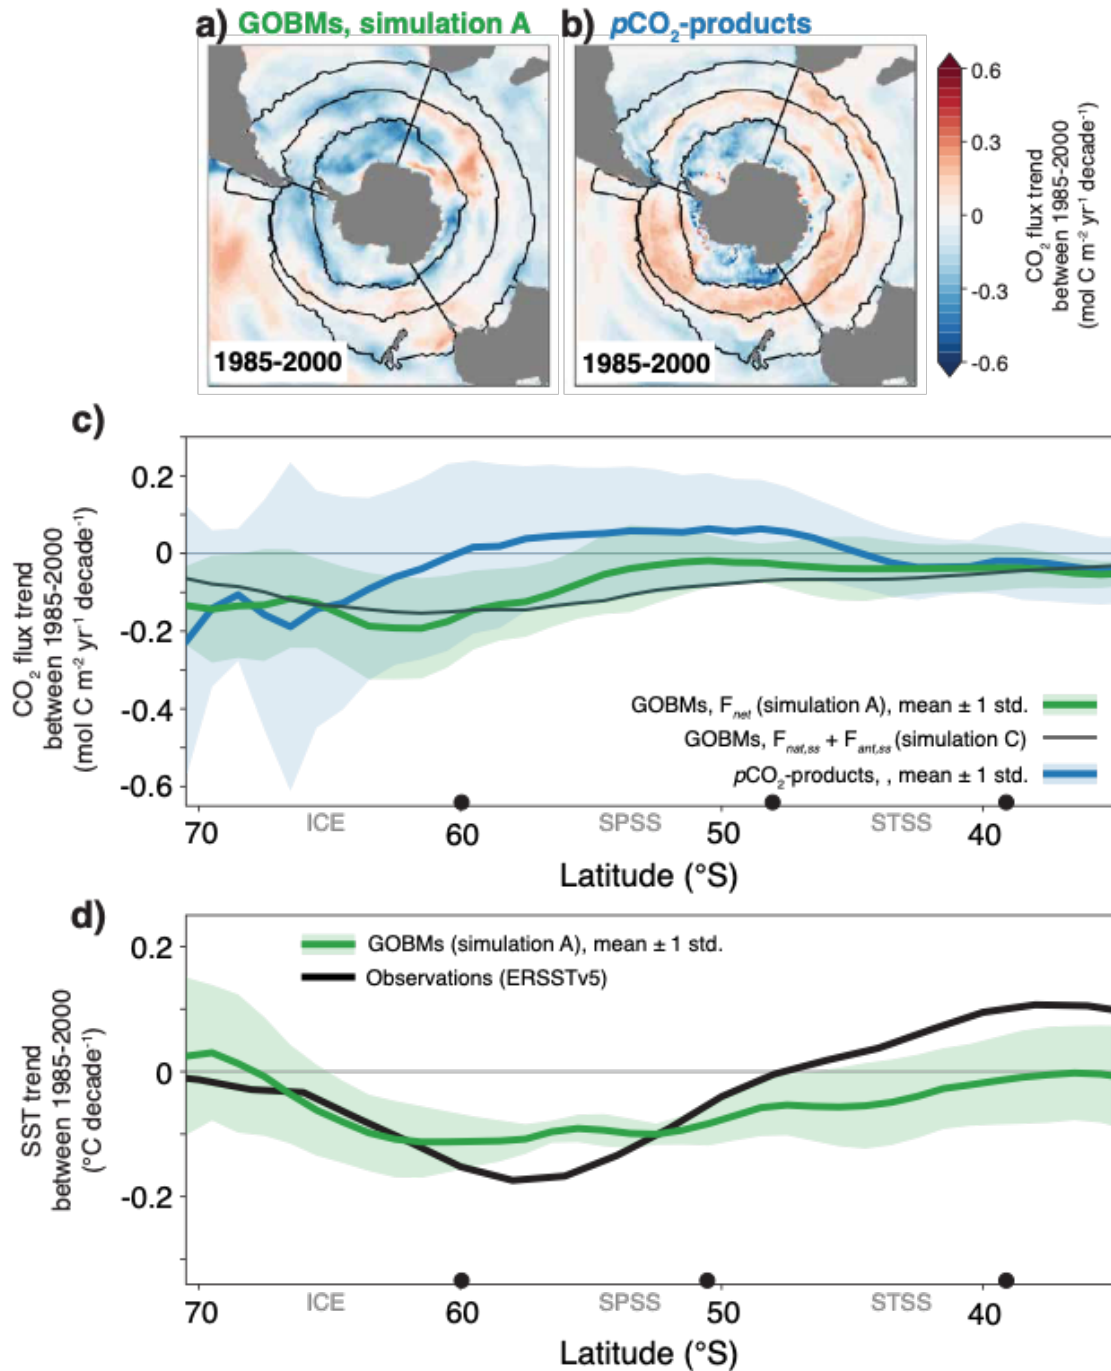 a) GOBMs, simulation A
b) pCO₂-products
1985-2000
1985-2000
0.6
0.3
0
-0.3
-0.6
CO₂ flux trend
between 1985-2000
(mol C m⁻² yr⁻¹ decade⁻¹)
c)
0.2
0
-0.2
-0.4
-0.6
CO₂ flux trend
between 1985-2000
(mol C m⁻² yr⁻¹ decade⁻¹)
GOBMs, Fnet (simulation A), mean ± 1 std.
GOBMs, Fnat,ss + Fant,ss (simulation C)
pCO₂-products, , mean ± 1 std.
70 60 50 40
ICE SPSS STSS
Latitude (°S)
d)
0.2
0
-0.2
SST trend
between 1985-2000
(°C decade⁻¹)
GOBMs (simulation A), mean ± 1 std.
Observations (ERSSTv5)
70 60 50 40
ICE SPSS STSS
Latitude (°S)